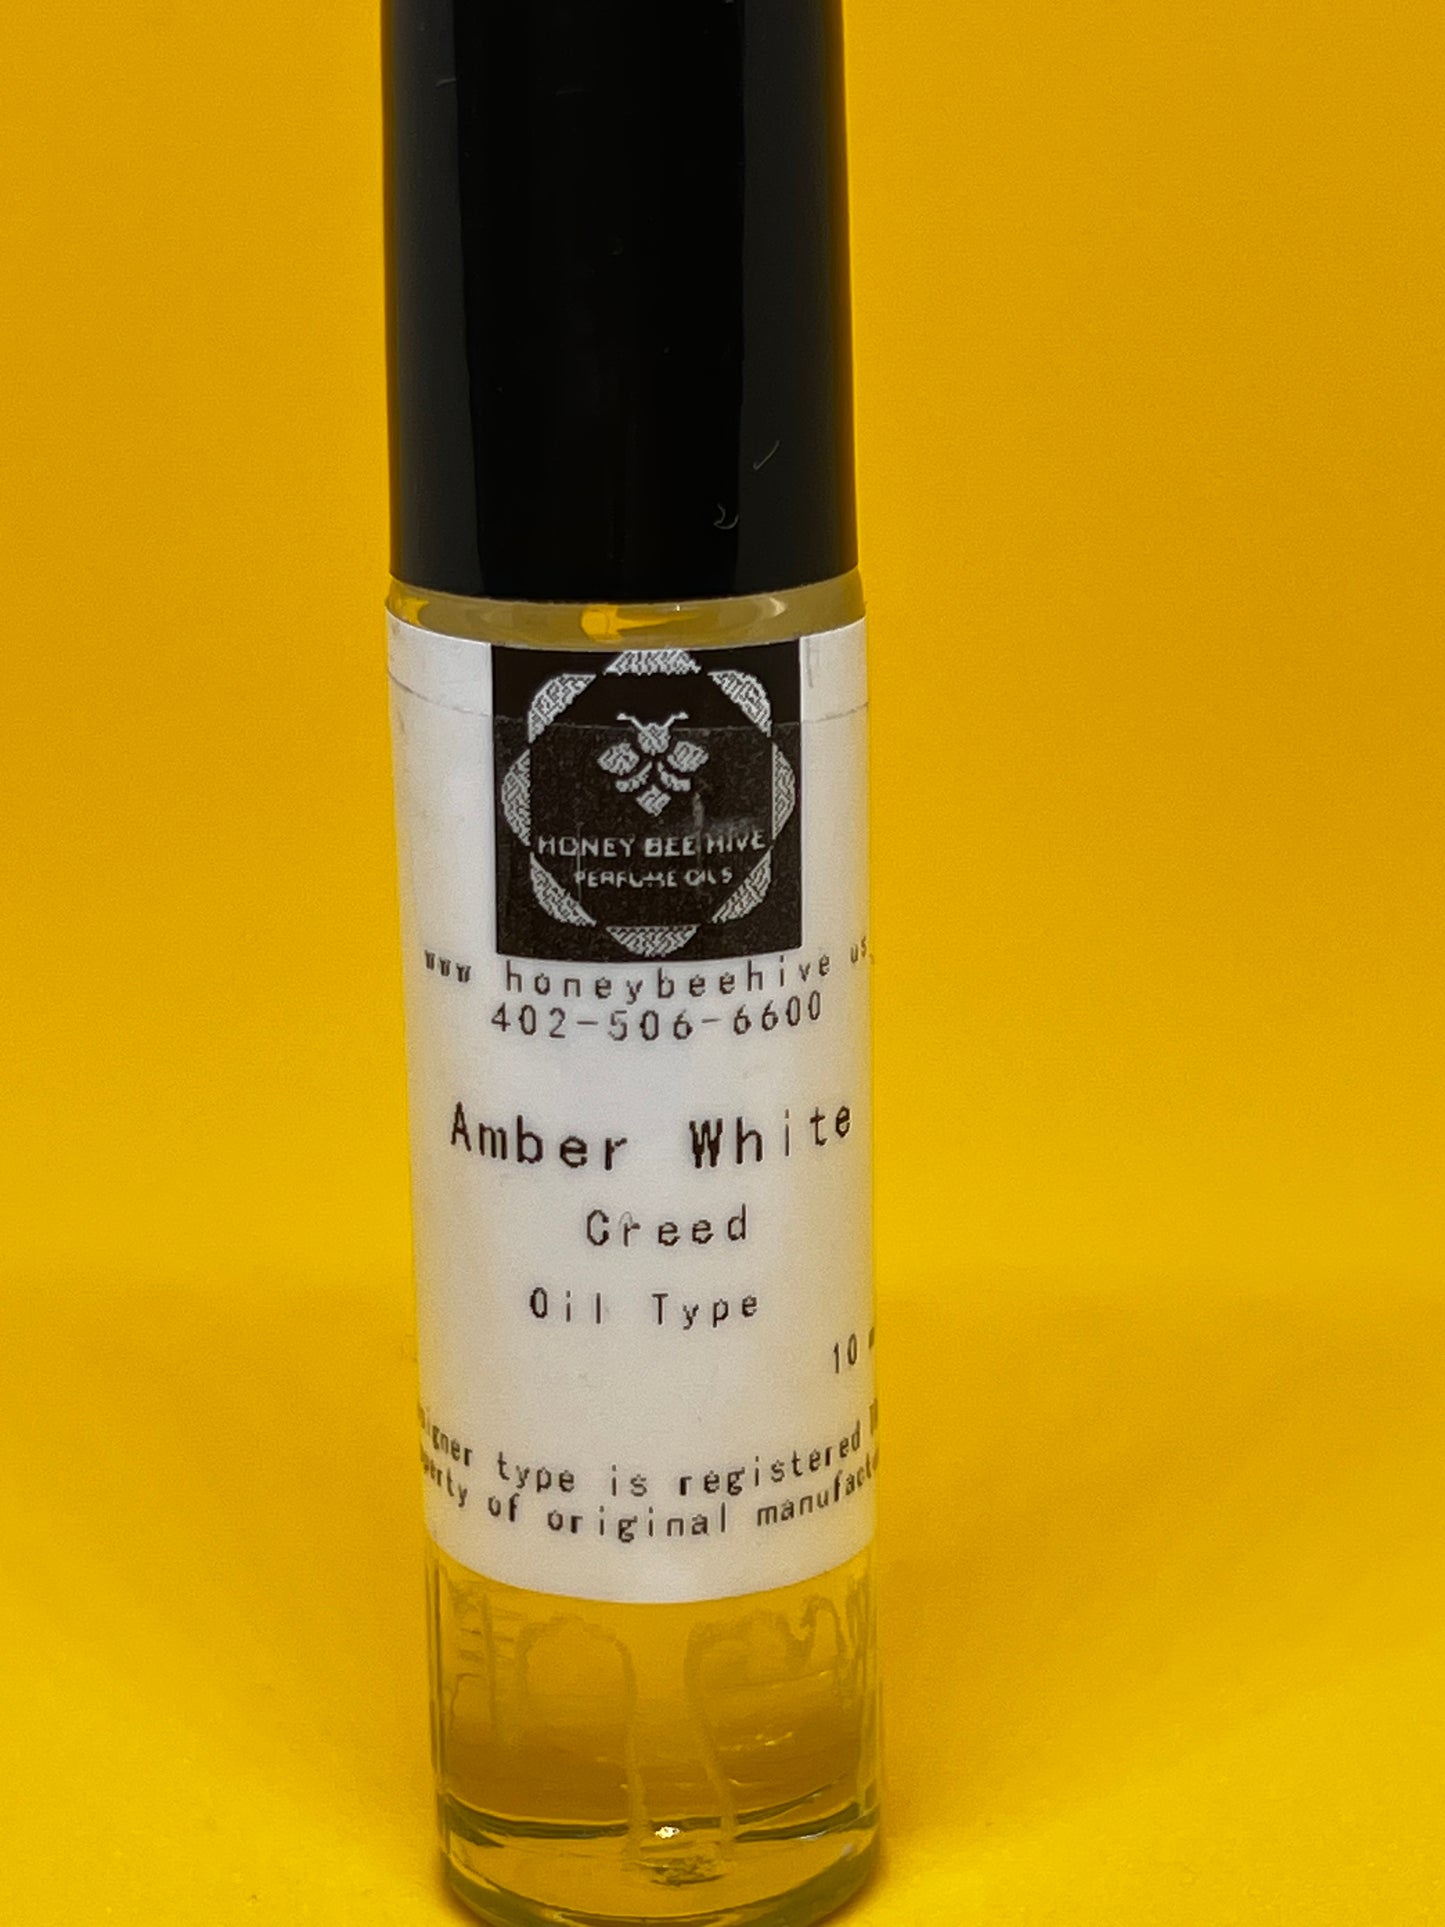 HONEY BEE HIVE
PERFUME OILS
www honeybeehive us
402-506-6600
Amber White
Creed
Oil Type
10
type is registered
of original